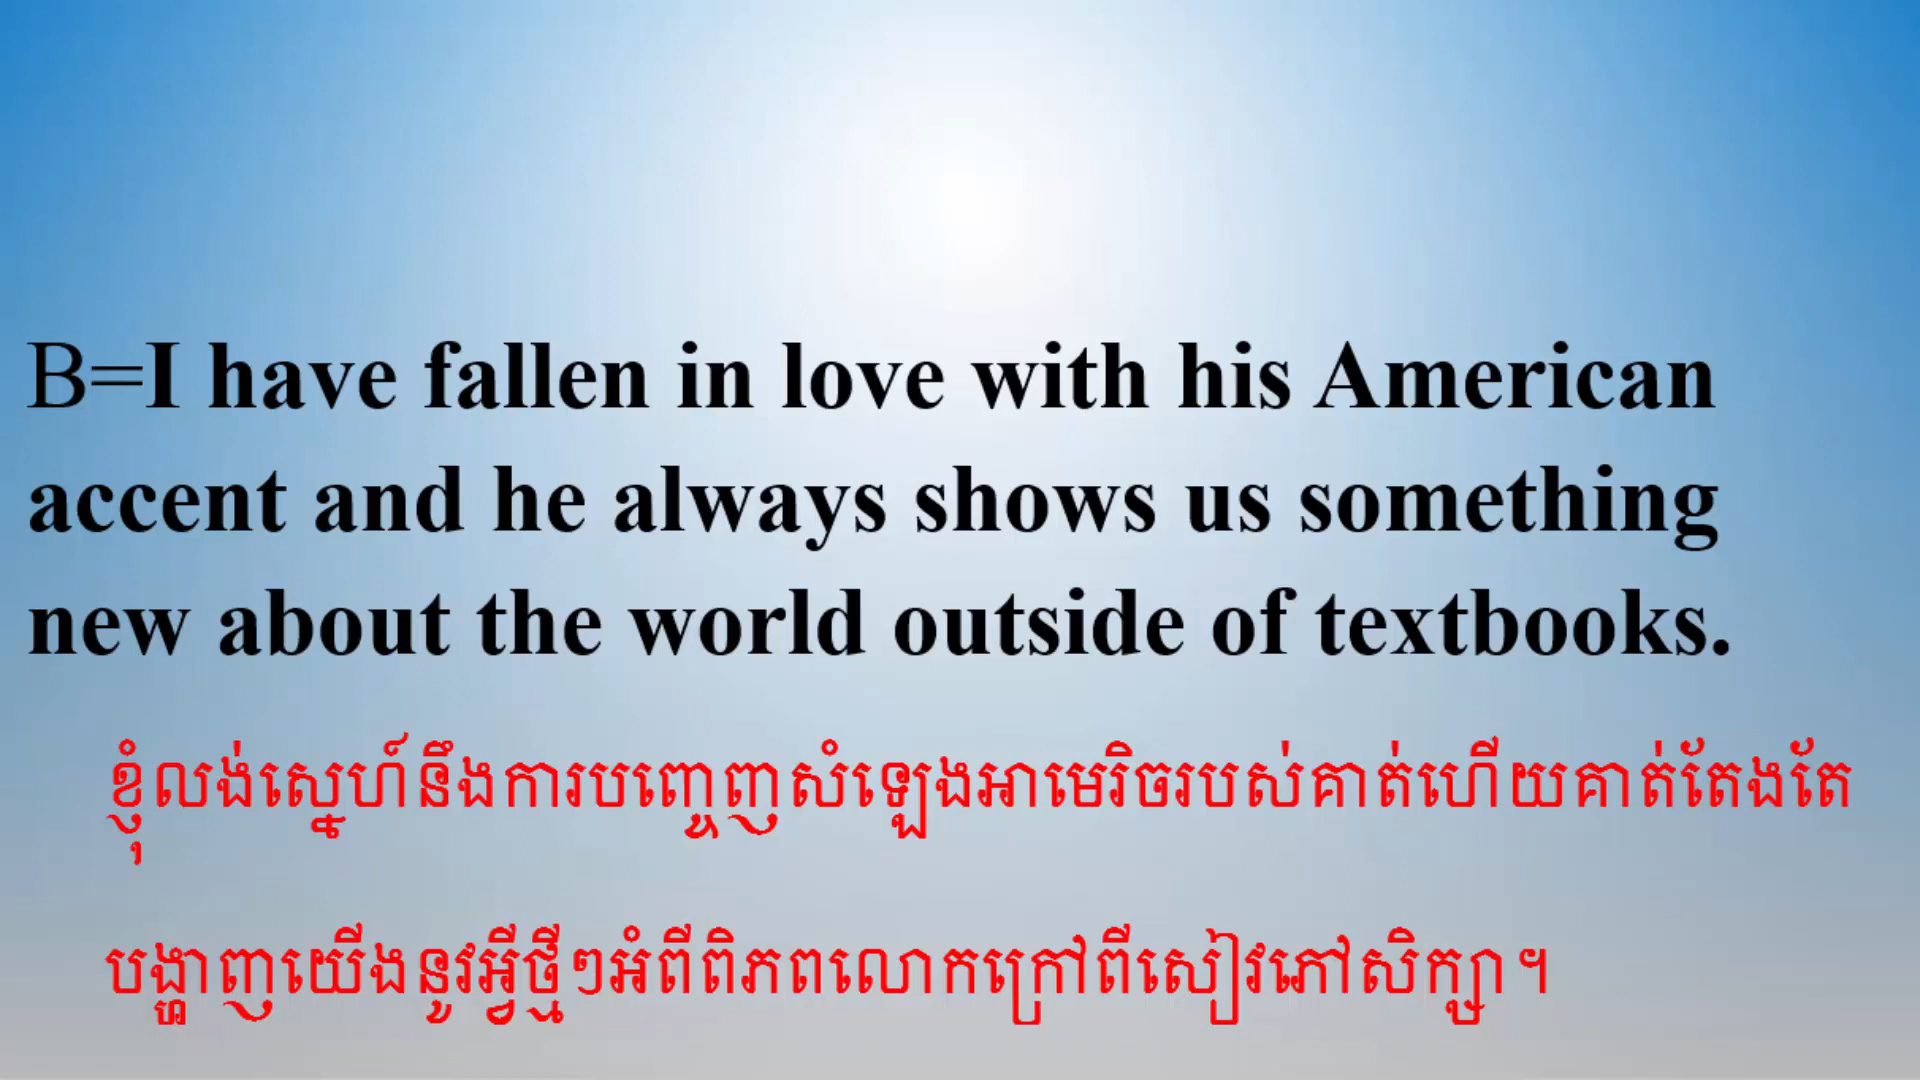 B=I have fallen in love with his American
accent and he always shows us something
new about the world outside of textbooks.
ខ្ញុំលង់ស្នេហ៍នឹងការបញ្ចេញសំឡេងអាមេរិចរបស់គាត់ហើយគាត់តែងតែ
បង្ហាញយើងនូវអ្វីថ្មីៗអំពីពិភពលោកក្រៅពីសៀវភៅសិក្សា។